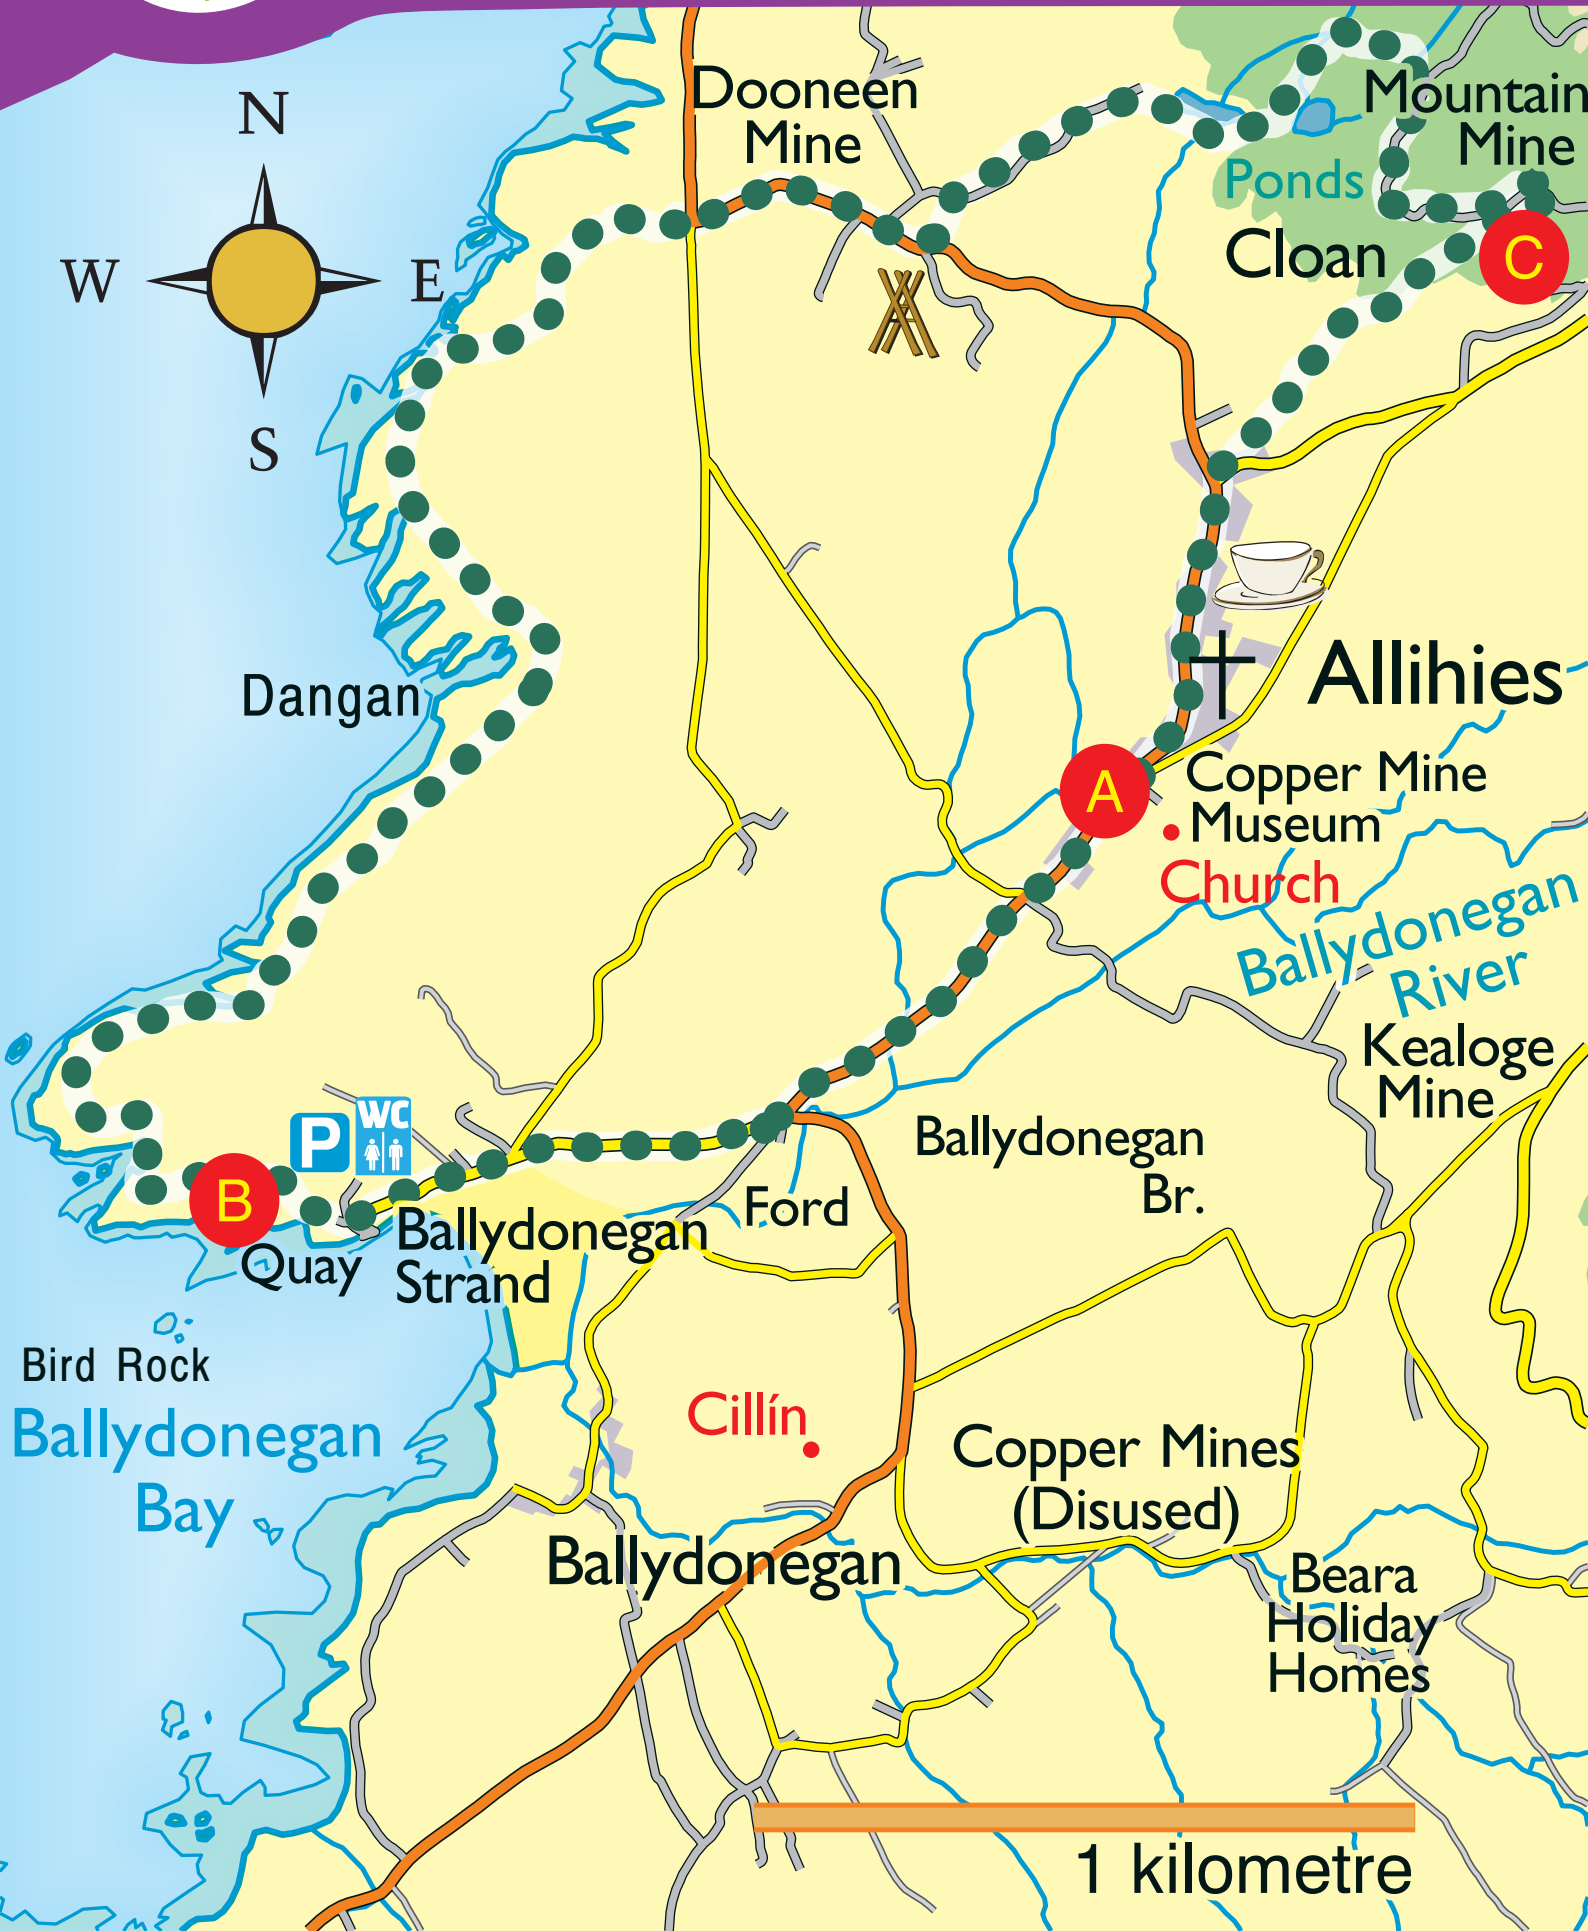 N
W
E
S
Dooneen
Mine
Mountain
Mine
Ponds
Cloan
C
Dangan
Allihies
A
Copper Mine
Museum
Church
Ballydonegan
River
Kealoge
Mine
P
WC
B
Quay
Ballydonegan
Strand
Ford
Ballydonegan
Br.
Bird Rock
Ballydonegan
Bay
Cillín
Copper Mines
(Disused)
Ballydonegan
Beara
Holiday
Homes
1 kilometre